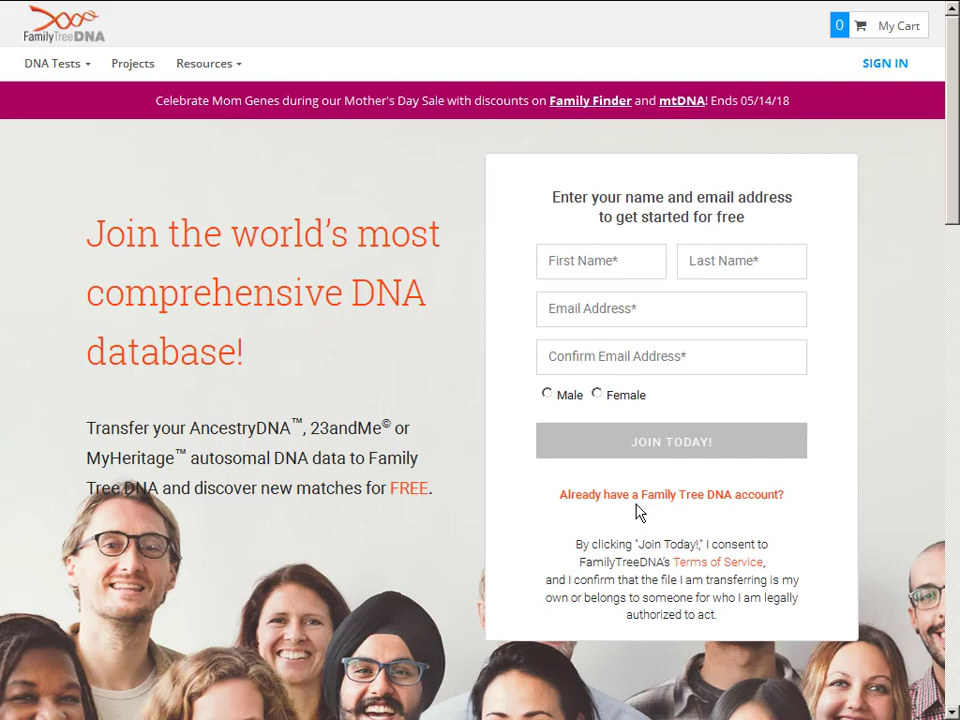 FamilyTreeDNA
0 My Cart
DNA Tests Projects Resources SIGN IN
Celebrate Mom Genes during our Mother's Day Sale with discounts on Family Finder and mtDNA! Ends 05/14/18
Join the world's most
comprehensive DNA
database!
Transfer your AncestryDNA™, 23andMe© or
MyHeritage™ autosomal DNA data to Family
Tree DNA and discover new matches for FREE.
Enter your name and email address
to get started for free
First Name* Last Name*
Email Address*
Confirm Email Address*
Male Female
JOIN TODAY!
Already have a Family Tree DNA account?
By clicking "Join Today!," I consent to
FamilyTreeDNA's Terms of Service,
and I confirm that the file I am transferring is my
own or belongs to someone for who I am legally
authorized to act.